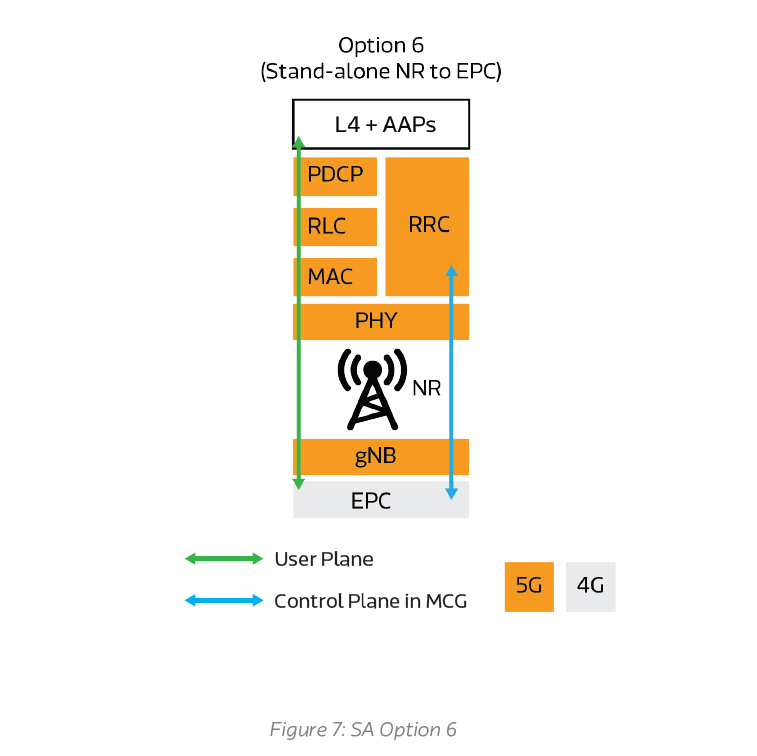 Option 6
(Stand-alone NR to EPC)
L4 + AAPs
PDCP
RLC
RRC
MAC
PHY
NR
gNB
EPC
User Plane
Control Plane in MCG
5G
4G
Figure 7: SA Option 6